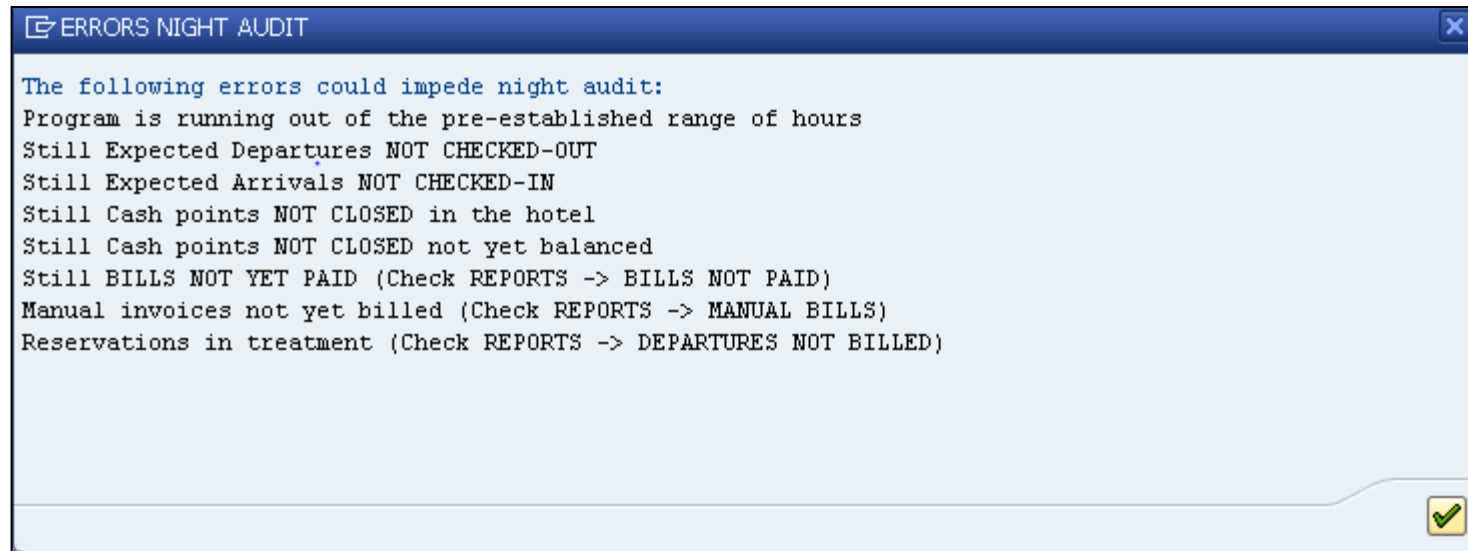 ERRORS NIGHT AUDIT
The following errors could impede night audit:
Program is running out of the pre-established range of hours
Still Expected Departures NOT CHECKED-OUT
Still Expected Arrivals NOT CHECKED-IN
Still Cash points NOT CLOSED in the hotel
Still Cash points NOT CLOSED not yet balanced
Still BILLS NOT YET PAID (Check REPORTS -> BILLS NOT PAID)
Manual invoices not yet billed (Check REPORTS -> MANUAL BILLS)
Reservations in treatment (Check REPORTS -> DEPARTURES NOT BILLED)